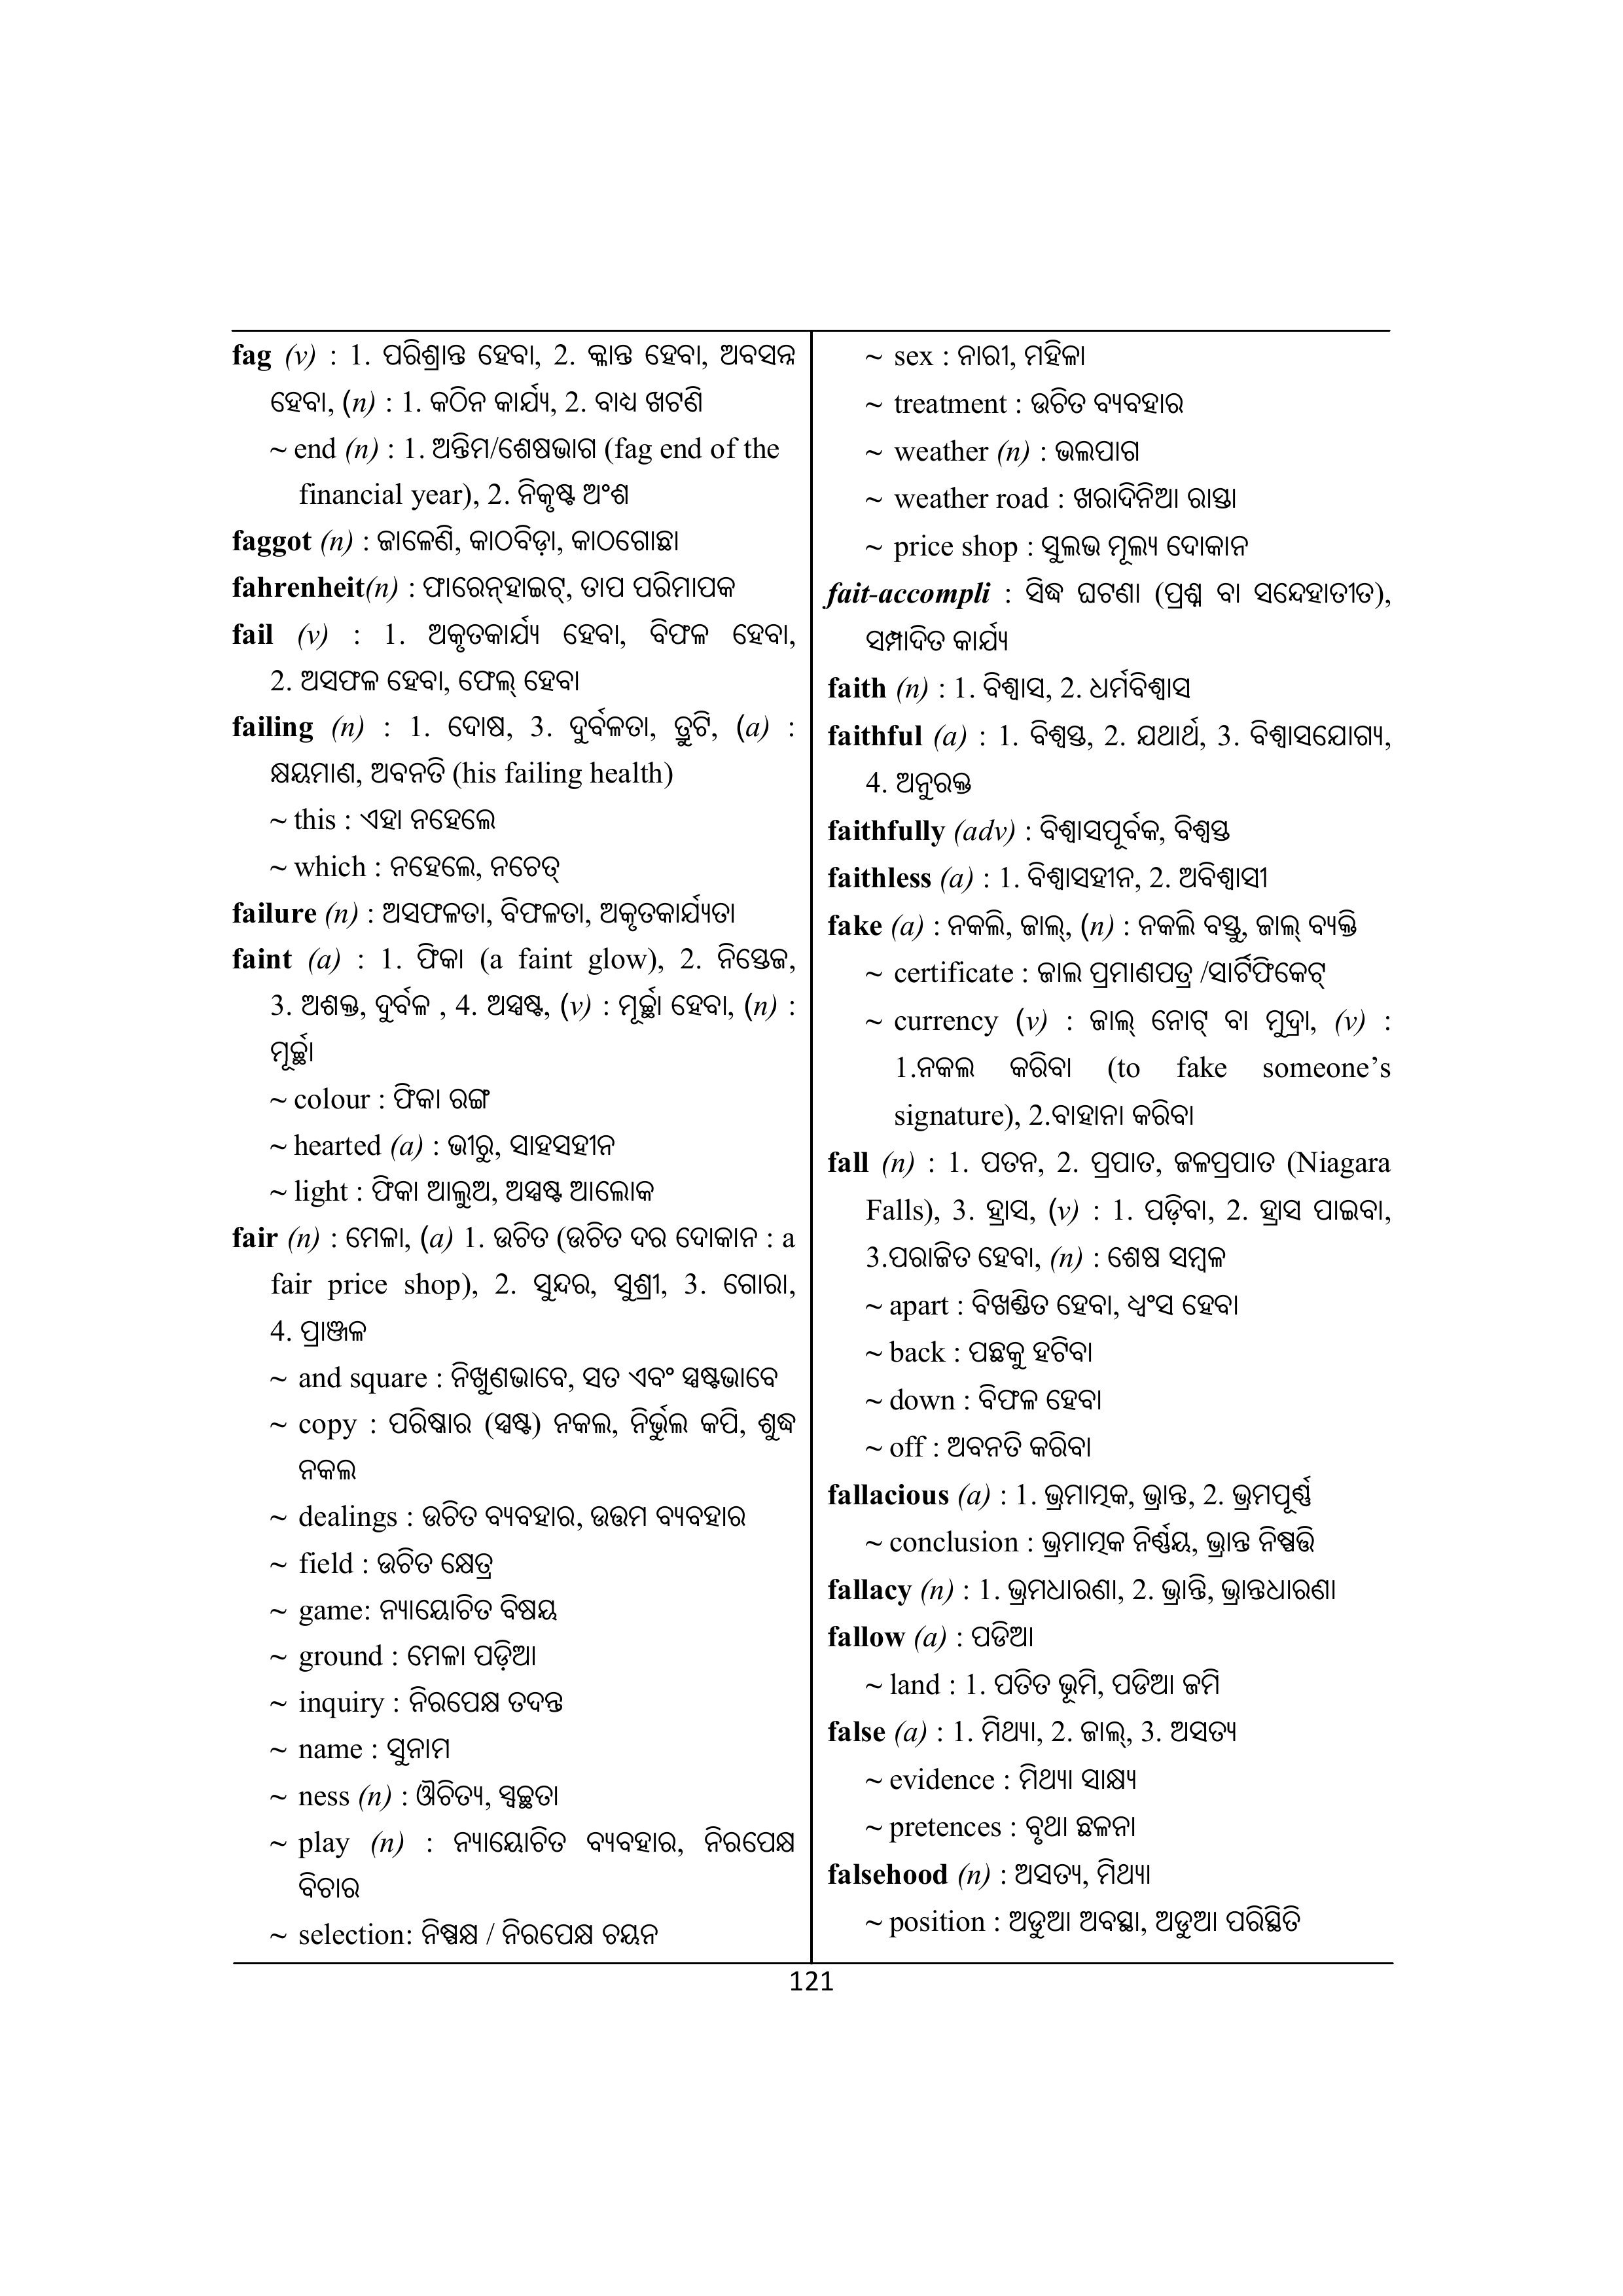 fag (v) : 1. ପରିଶ୍ରାନ୍ତ ହେବା, 2. କ୍ଳାନ୍ତ ହେବା, ଅବସନ୍ନ
ହେବା, (n) : 1. କଠିନ କାର୍ଯ୍ୟ, 2. ବାଧ୍ୟ ଖଟଣି
~ end (n) : 1. ଅନ୍ତିମ/ଶେଷଭାଗ (fag end of the
financial year), 2. ନିକୃଷ୍ଟ ଅଂଶ
faggot (n) : ଜାଳେଣି, କାଠବିଡ଼ା, କାଠଗୋଛା
fahrenheit(n) : ଫାରେନ୍‌ହାଇଟ୍, ତାପ ପରିମାପକ
fail (v) : 1. ଅକୃତକାର୍ଯ୍ୟ ହେବା, ବିଫଳ ହେବା,
2. ଅସଫଳ ହେବା, ଫେଲ୍ ହେବା
failing (n) : 1. ଦୋଷ, 3. ଦୁର୍ବଳତା, ତ୍ରୁଟି, (a) :
କ୍ଷୟମାଣ, ଅବନତି (his failing health)
~ this : ଏହା ନହେଲେ
~ which : ନହେଲେ, ନଚେତ୍
failure (n) : ଅସଫଳତା, ବିଫଳତା, ଅକୃତକାର୍ଯ୍ୟତା
faint (a) : 1. ଫିକା (a faint glow), 2. ନିସ୍ତେଜ,
3. ଅଶକ୍ତ, ଦୁର୍ବଳ , 4. ଅସ୍ପଷ୍ଟ, (v) : ମୂର୍ଚ୍ଛା ହେବା, (n) :
ମୂର୍ଚ୍ଛା
~ colour : ଫିକା ରଙ୍ଗ
~ hearted (a) : ଭୀରୁ, ସାହସହୀନ
~ light : ଫିକା ଆଲୁଅ, ଅସ୍ପଷ୍ଟ ଆଲୋକ
fair (n) : ମେଳା, (a) 1. ଉଚିତ (ଉଚିତ ଦର ଦୋକାନ : a
fair price shop), 2. ସୁନ୍ଦର, ସୁଶ୍ରୀ, 3. ଗୋରା,
4. ପ୍ରାଞ୍ଜଳ
~ and square : ନିଖୁଣଭାବେ, ସତ ଏବଂ ସ୍ପଷ୍ଟଭାବେ
~ copy : ପରିଷ୍କାର (ସ୍ପଷ୍ଟ) ନକଲ, ନିର୍ଭୁଲ କପି, ଶୁଦ୍ଧ
ନକଲ
~ dealings : ଉଚିତ ବ୍ୟବହାର, ଉତ୍ତମ ବ୍ୟବହାର
~ field : ଉଚିତ କ୍ଷେତ୍ର
~ game: ନ୍ୟାୟୋଚିତ ବିଷୟ
~ ground : ମେଳା ପଡ଼ିଆ
~ inquiry : ନିରପେକ୍ଷ ତଦନ୍ତ
~ name : ସୁନାମ
~ ness (n) : ଔଚିତ୍ୟ, ସ୍ୱଚ୍ଛତା
~ play (n) : ନ୍ୟାୟୋଚିତ ବ୍ୟବହାର, ନିରପେକ୍ଷ
ବିଚାର
~ selection: ନିଷ୍ପକ୍ଷ / ନିରପେକ୍ଷ ଚୟନ
~ sex : ନାରୀ, ମହିଳା
~ treatment : ଉଚିତ ବ୍ୟବହାର
~ weather (n) : ଭଲପାଗ
~ weather road : ଖରାଦିନିଆ ରାସ୍ତା
~ price shop : ସୁଲଭ ମୂଲ୍ୟ ଦୋକାନ
fait-accompli : ସିଦ୍ଧ ଘଟଣା (ପ୍ରଶ୍ନ ବା ସନ୍ଦେହାତୀତ),
ସମ୍ପାଦିତ କାର୍ଯ୍ୟ
faith (n) : 1. ବିଶ୍ୱାସ, 2. ଧର୍ମବିଶ୍ୱାସ
faithful (a) : 1. ବିଶ୍ୱସ୍ତ, 2. ଯଥାର୍ଥ, 3. ବିଶ୍ୱାସଯୋଗ୍ୟ,
4. ଅନୁରକ୍ତ
faithfully (adv) : ବିଶ୍ୱାସପୂର୍ବକ, ବିଶ୍ୱସ୍ତ
faithless (a) : 1. ବିଶ୍ୱାସହୀନ, 2. ଅବିଶ୍ୱାସୀ
fake (a) : ନକଲି, ଜାଲ୍, (n) : ନକଲି ବସ୍ତୁ, ଜାଲ୍ ବ୍ୟକ୍ତି
~ certificate : ଜାଲ ପ୍ରମାଣପତ୍ର /ସାର୍ଟିଫିକେଟ୍
~ currency (v) : ଜାଲ୍ ନୋଟ୍ ବା ମୁଦ୍ରା, (v) :
1.ନକଲ କରିବା (to fake someone’s
signature), 2.ବାହାନା କରିବା
fall (n) : 1. ପତନ, 2. ପ୍ରପାତ, ଜଳପ୍ରପାତ (Niagara
Falls), 3. ହ୍ରାସ, (v) : 1. ପଡ଼ିବା, 2. ହ୍ରାସ ପାଇବା,
3.ପରାଜିତ ହେବା, (n) : ଶେଷ ସମ୍ବଳ
~ apart : ବିଖଣ୍ଡିତ ହେବା, ଧ୍ୱଂସ ହେବା
~ back : ପଛକୁ ହଟିବା
~ down : ବିଫଳ ହେବା
~ off : ଅବନତି କରିବା
fallacious (a) : 1. ଭ୍ରମାତ୍ମକ, ଭ୍ରାନ୍ତ, 2. ଭ୍ରମପୂର୍ଣ୍ଣ
~ conclusion : ଭ୍ରମାତ୍ମକ ନିର୍ଣ୍ଣୟ, ଭ୍ରାନ୍ତ ନିଷ୍ପତ୍ତି
fallacy (n) : 1. ଭ୍ରମଧାରଣା, 2. ଭ୍ରାନ୍ତି, ଭ୍ରାନ୍ତଧାରଣା
fallow (a) : ପଡିଆ
~ land : 1. ପତିତ ଭୂମି, ପଡିଆ ଜମି
false (a) : 1. ମିଥ୍ୟା, 2. ଜାଲ୍, 3. ଅସତ୍ୟ
~ evidence : ମିଥ୍ୟା ସାକ୍ଷ୍ୟ
~ pretences : ବୃଥା ଛଳନା
falsehood (n) : ଅସତ୍ୟ, ମିଥ୍ୟା
~ position : ଅଡୁଆ ଅବସ୍ଥା, ଅଡୁଆ ପରିସ୍ଥିତି
121